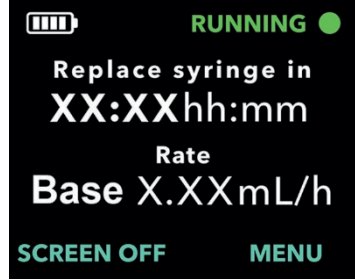 RUNNING
Replace syringe in
XX:XXhh:mm
Rate
Base X.XXmL/h
SCREEN OFF MENU